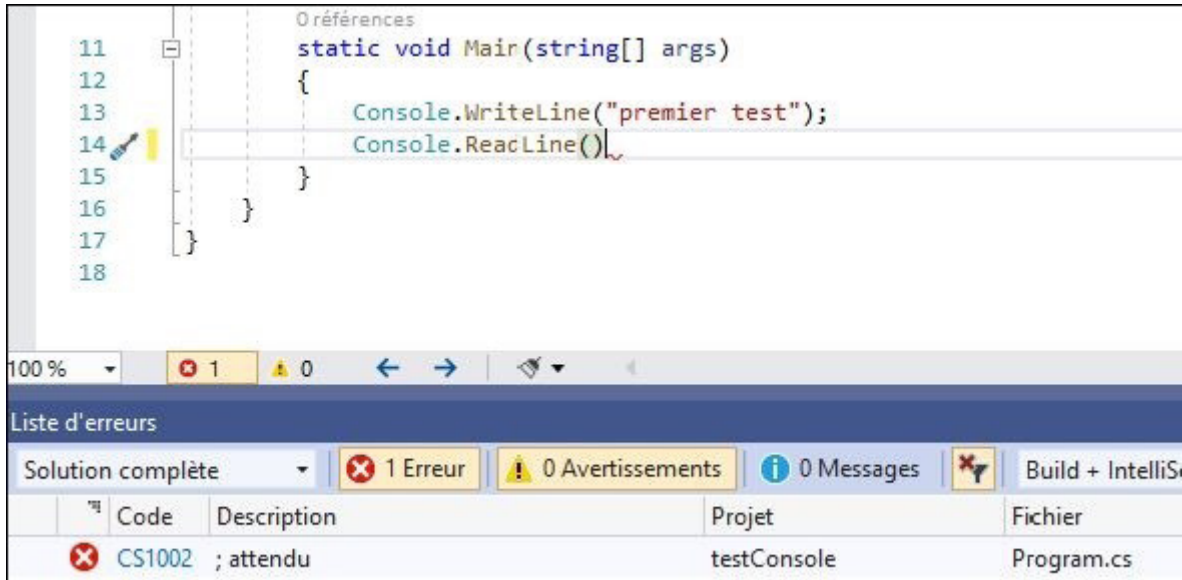 0 références
11 static void Main(string[] args)
12 {
13 Console.WriteLine("premier test");
14 Console.ReadLine()
15 }
16 }
17 }
18
100 % 1 0
Liste d'erreurs
Solution complète 1 Erreur 0 Avertissements 0 Messages Build + IntelliSe
Code Description Projet Fichier
CS1002 ; attendu testConsole Program.cs